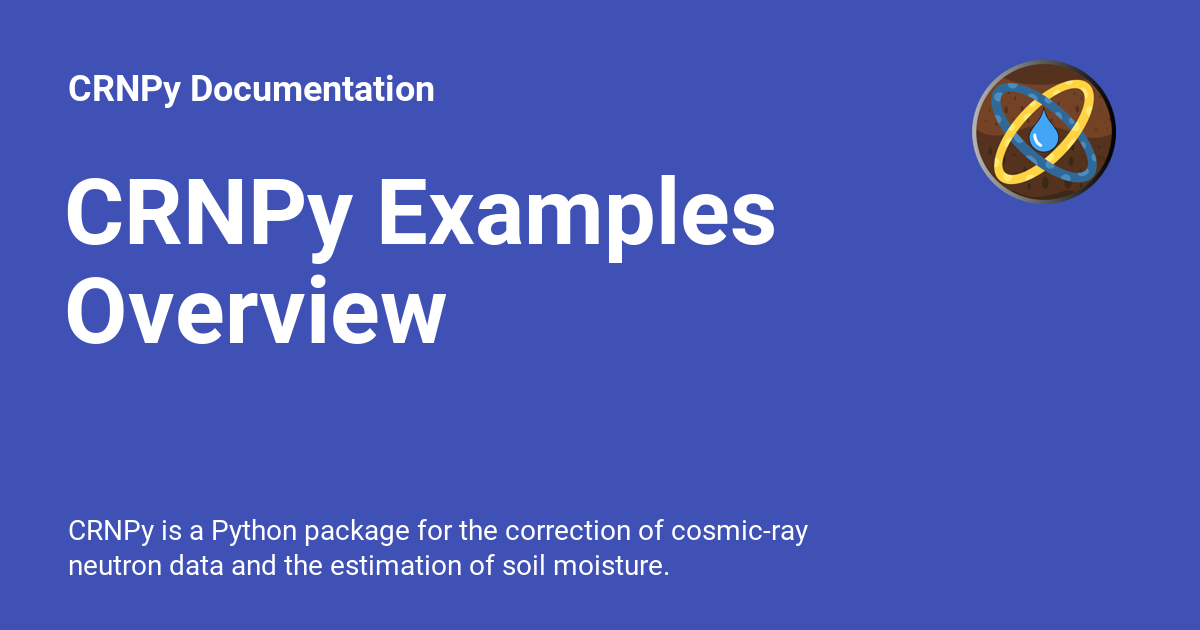 CRNPy Documentation
CRNPy Examples
Overview
CRNPy is a Python package for the correction of cosmic-ray
neutron data and the estimation of soil moisture.